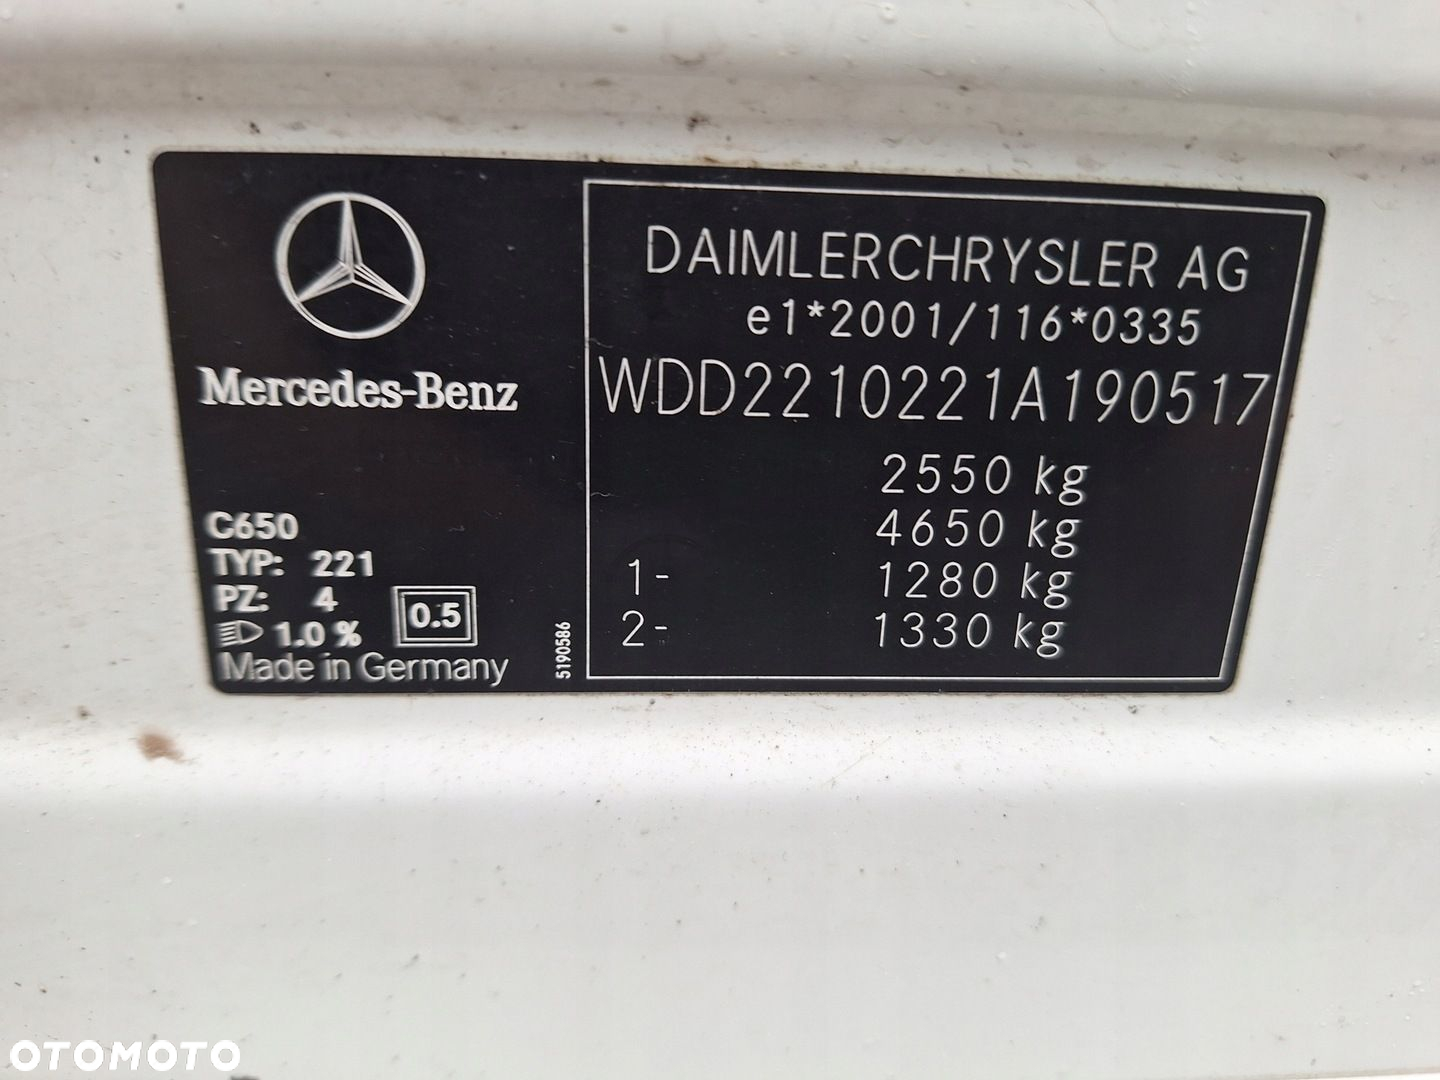 Mercedes-Benz
C650
TYP: 221
PZ: 4
1.0 %
0.5
Made in Germany
5190586
DAIMLERCHRYSLER AG
e1*2001/116*0335
WDD2210221A190517
2550 kg
4650 kg
1- 1280 kg
2- 1330 kg
OTOMOTO